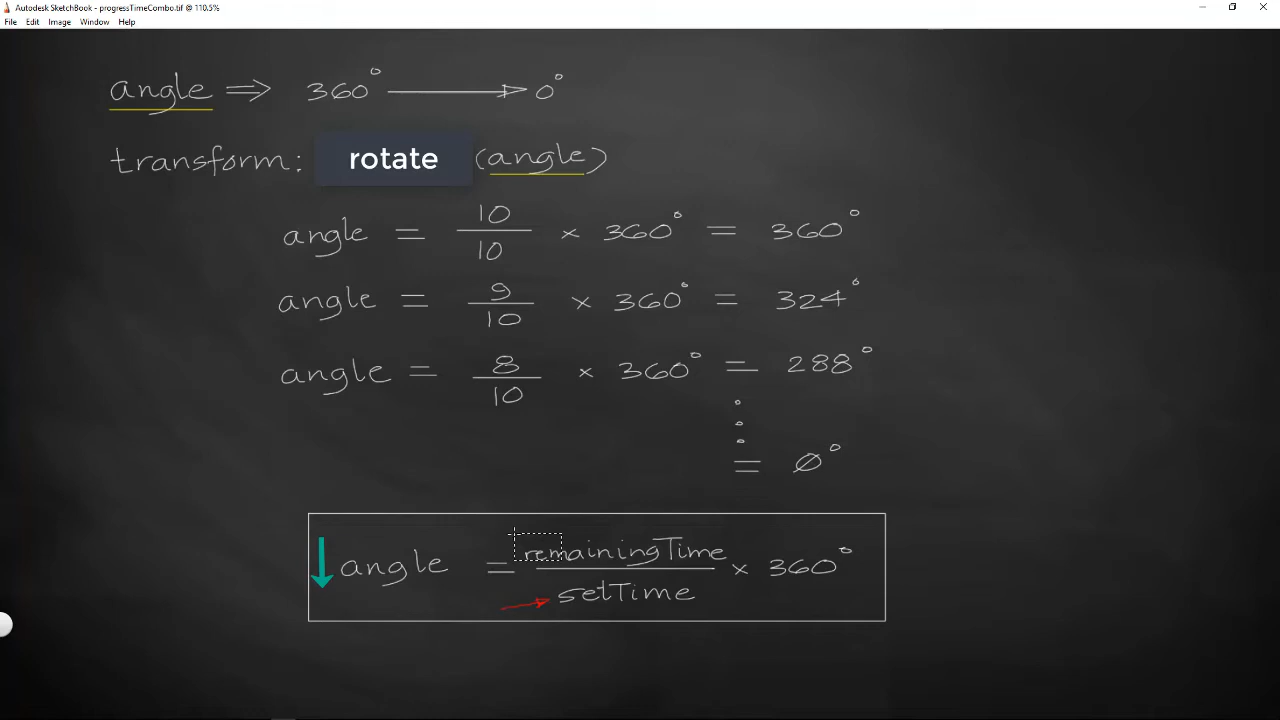 Autodesk SketchBook - progressTimeCombo.tif @ 110.5%
File Edit Image Window Help
angle ⇒ 360° → 0°
transform: rotate (angle)
angle = 10/10 × 360° = 360°
angle = 9/10 × 360° = 324°
angle = 8/10 × 360° = 288°
= 0°
angle = remainingTime/setTime × 360°